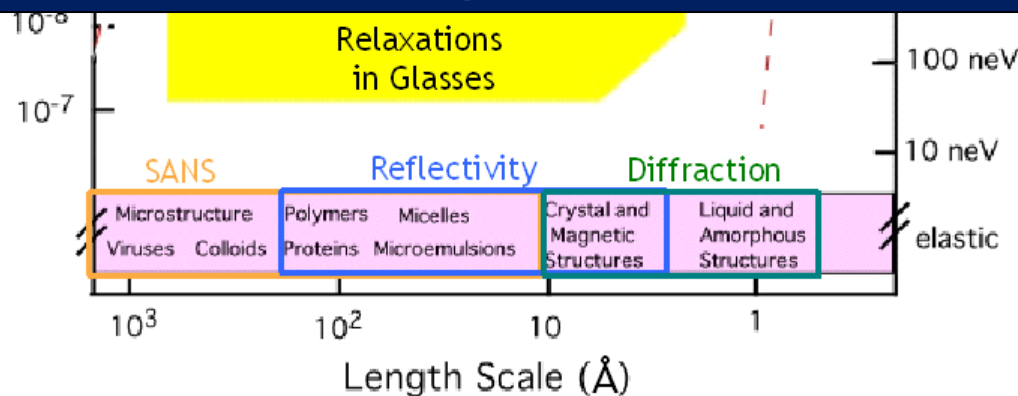 10⁻⁸
Relaxations
in Glasses
100 neV
10⁻⁷
10 neV
SANS
Reflectivity
Diffraction
Microstructure
Viruses Colloids
Polymers Micelles
Proteins Microemulsions
Crystal and
Magnetic
Structures
Liquid and
Amorphous
Structures
elastic
10³ 10² 10 1
Length Scale (Å)